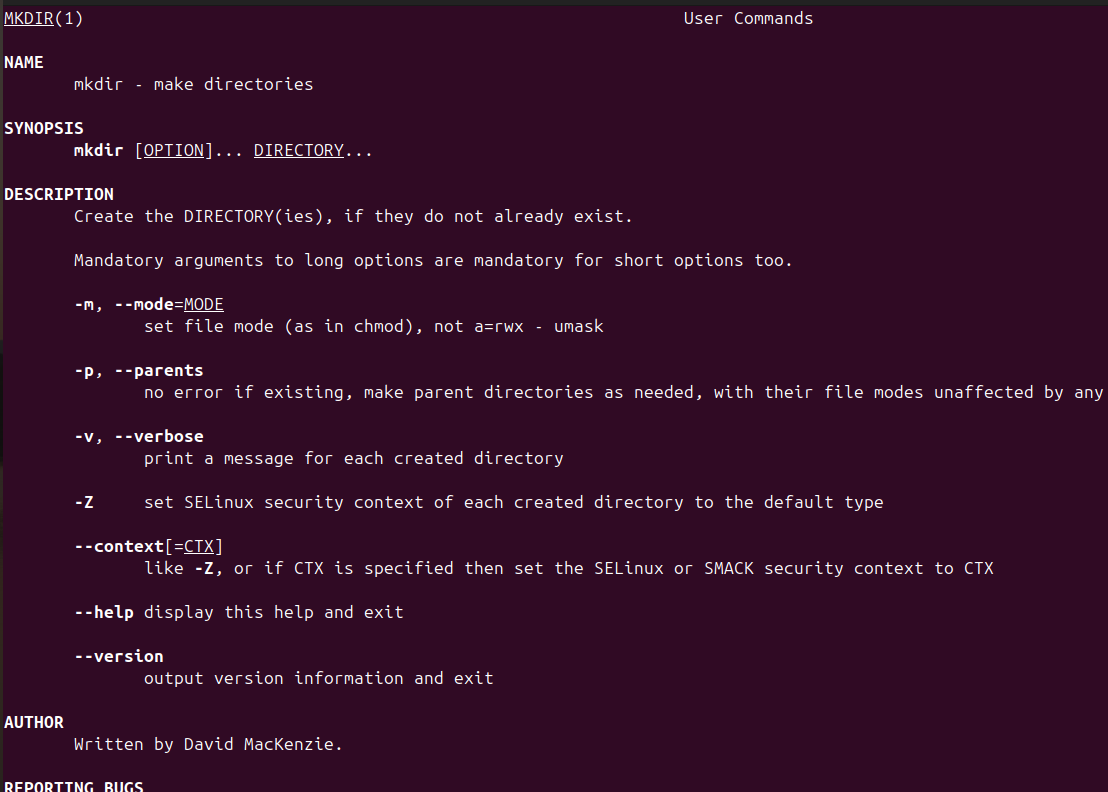 MKDIR(1) User Commands
NAME
mkdir - make directories
SYNOPSIS
mkdir [OPTION]... DIRECTORY...
DESCRIPTION
Create the DIRECTORY(ies), if they do not already exist.
Mandatory arguments to long options are mandatory for short options too.
-m, --mode=MODE
set file mode (as in chmod), not a=rwx - umask
-p, --parents
no error if existing, make parent directories as needed, with their file modes unaffected by any
-v, --verbose
print a message for each created directory
-Z set SELinux security context of each created directory to the default type
--context[=CTX]
like -Z, or if CTX is specified then set the SELinux or SMACK security context to CTX
--help display this help and exit
--version
output version information and exit
AUTHOR
Written by David MacKenzie.
REPORTING BUGS